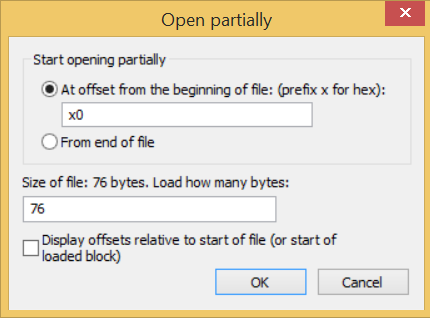 Open partially
Start opening partially
At offset from the beginning of file: (prefix x for hex):
x0
From end of file
Size of file: 76 bytes. Load how many bytes:
76
Display offsets relative to start of file (or start of
loaded block)
OK
Cancel